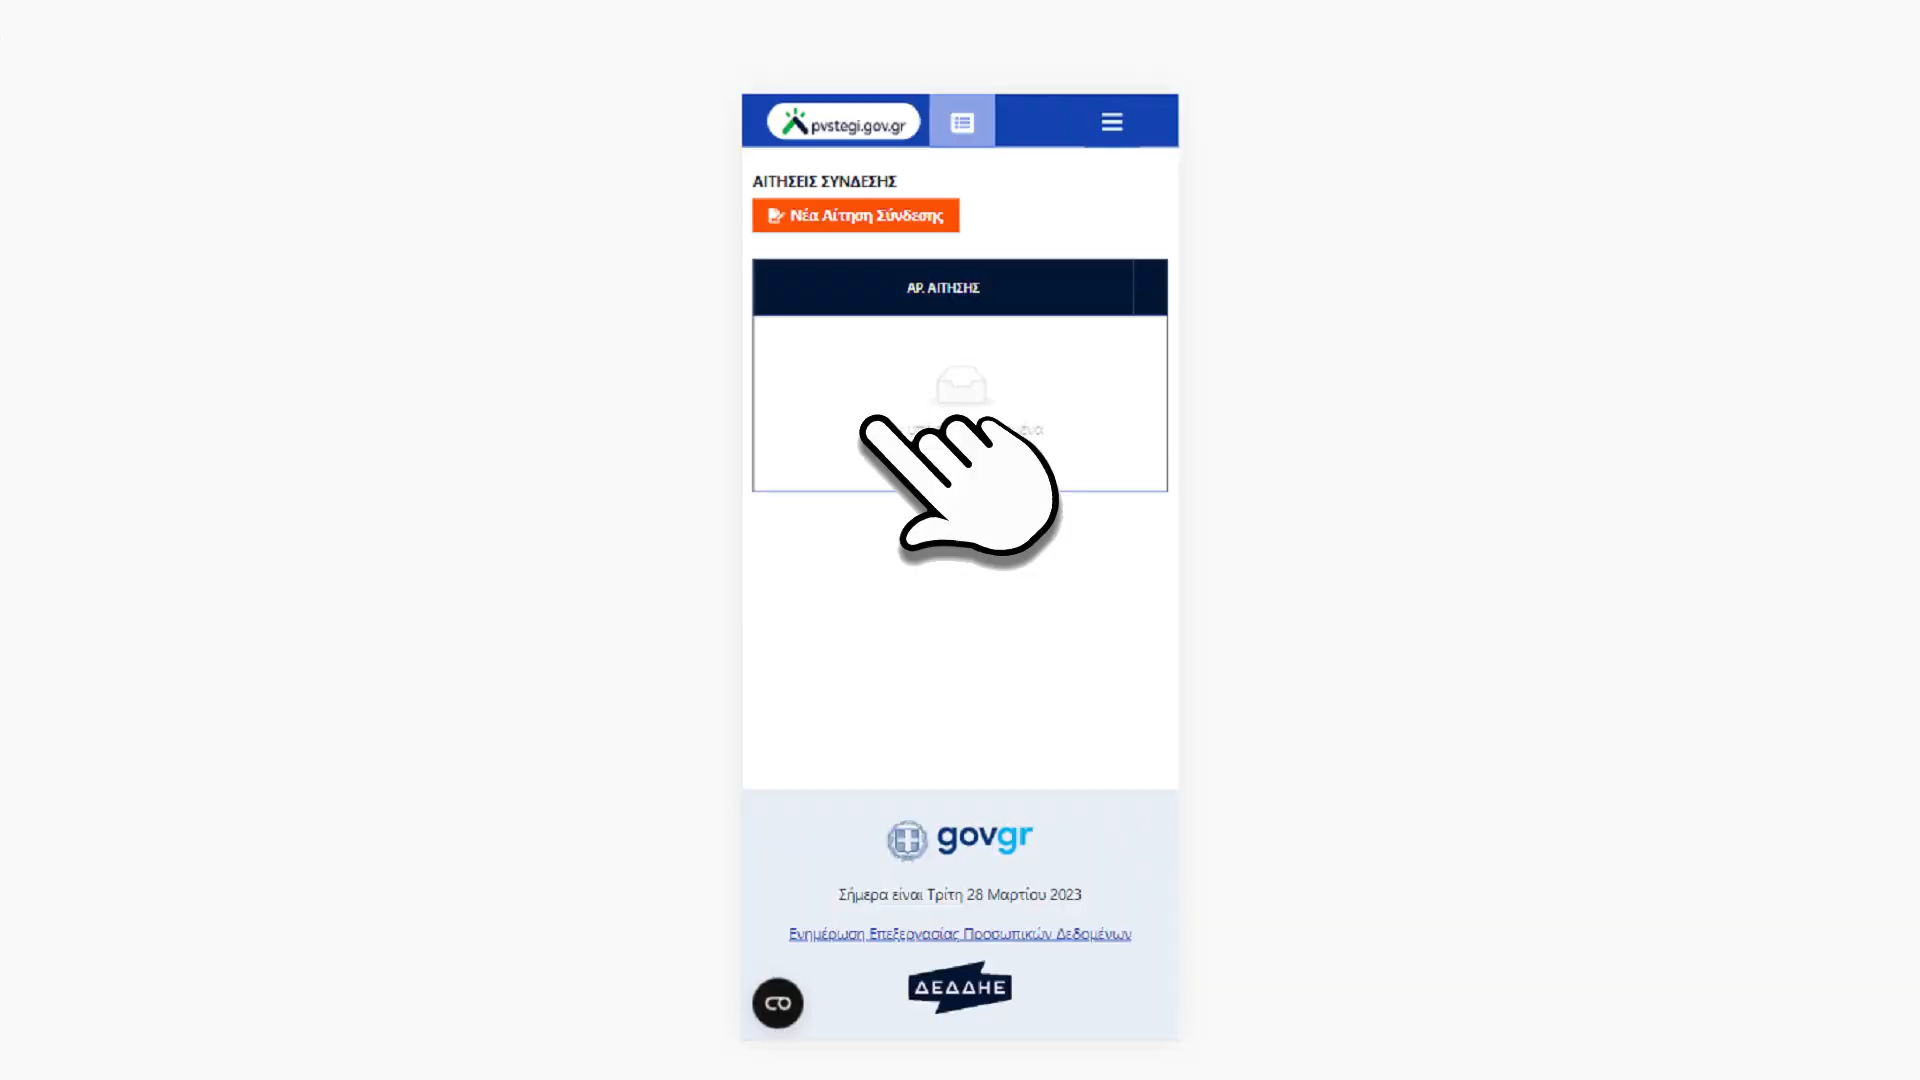 pvstegi.gov.gr
ΑΙΤΗΣΕΙΣ ΣΥΝΔΕΣΗΣ
Νέα Αίτηση Σύνδεσης
ΑΡ. ΑΙΤΗΣΗΣ
govgr
Σήμερα είναι Τρίτη 28 Μαρτίου 2023
Ενημέρωση Επεξεργασίας Προσωπικών Δεδομένων
ΔΕΔΔΗΕ